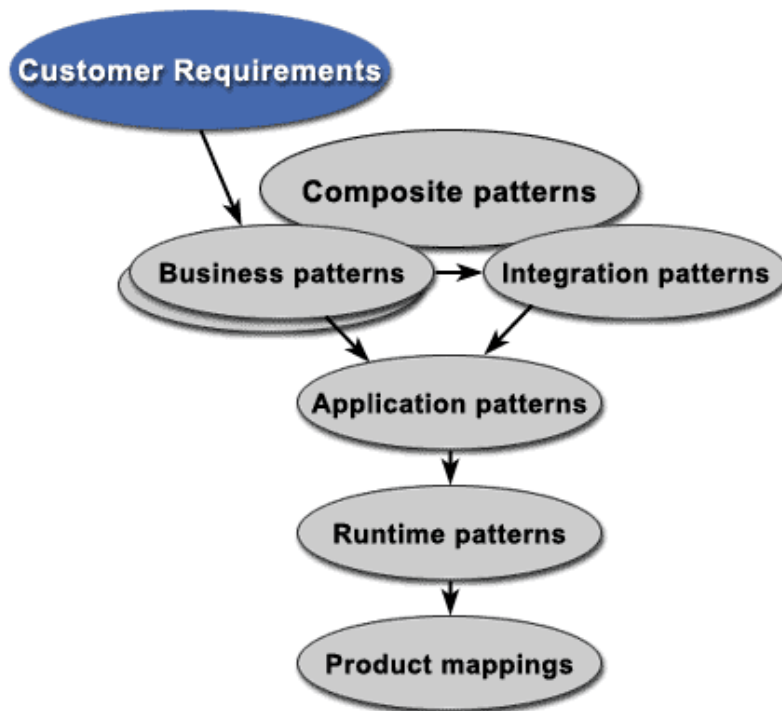 Customer Requirements
Composite patterns
Business patterns
Integration patterns
Application patterns
Runtime patterns
Product mappings